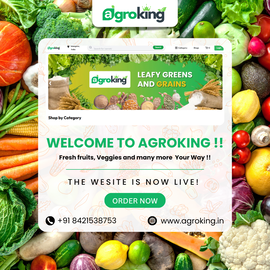 agroking
agroking
agroking
LEAFY GREENS
AND GRAINS
Shop by Category
WELCOME TO AGROKING !!
Fresh fruits, Veggies and many more Your Way !!
THE WESITE IS NOW LIVE!
ORDER NOW
+91 8421538753
www.agroking.in